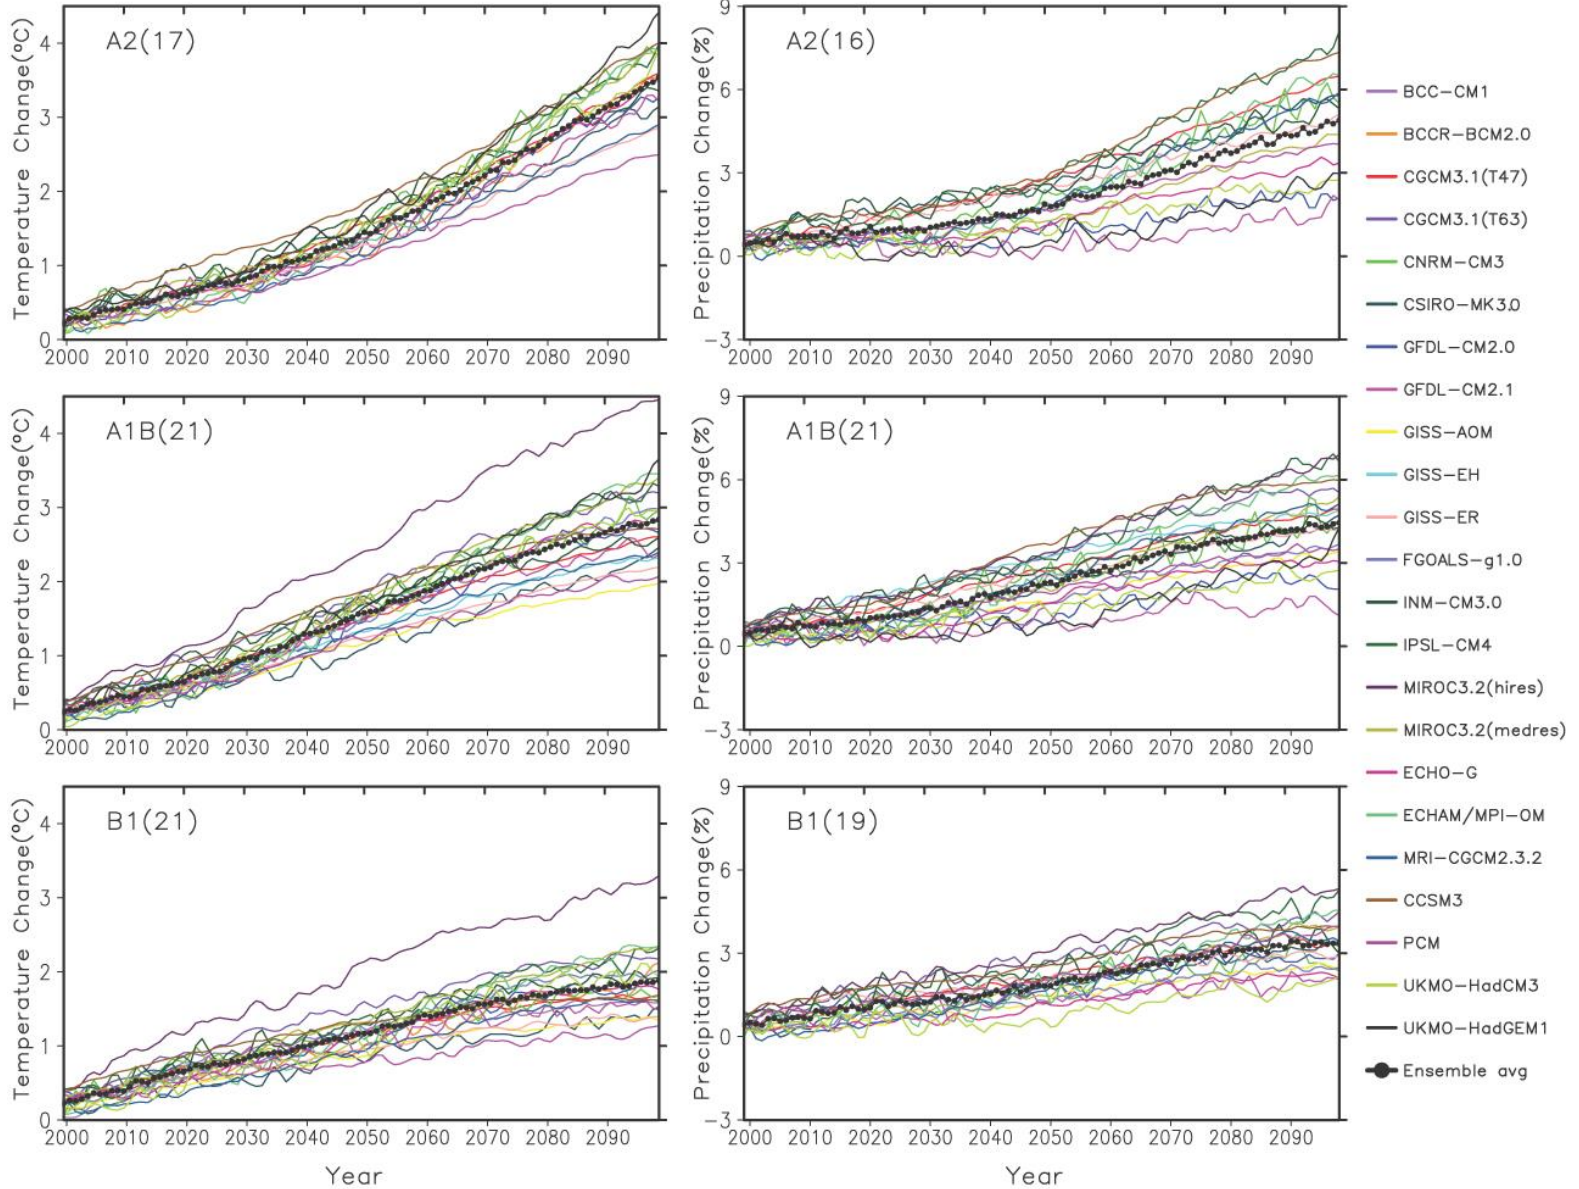 A2(17)
Temperature Change(°C)
4
3
2
1
0
2000 2010 2020 2030 2040 2050 2060 2070 2080 2090
A2(16)
Precipitation Change(%)
9
6
3
0
−3
2000 2010 2020 2030 2040 2050 2060 2070 2080 2090
A1B(21)
Temperature Change(°C)
4
3
2
1
0
2000 2010 2020 2030 2040 2050 2060 2070 2080 2090
A1B(21)
Precipitation Change(%)
9
6
3
0
−3
2000 2010 2020 2030 2040 2050 2060 2070 2080 2090
B1(21)
Temperature Change(°C)
4
3
2
1
0
2000 2010 2020 2030 2040 2050 2060 2070 2080 2090
Year
B1(19)
Precipitation Change(%)
9
6
3
0
−3
2000 2010 2020 2030 2040 2050 2060 2070 2080 2090
Year
BCC−CM1
BCCR−BCM2.0
CGCM3.1(T47)
CGCM3.1(T63)
CNRM−CM3
CSIRO−MK3.0
GFDL−CM2.0
GFDL−CM2.1
GISS−AOM
GISS−EH
GISS−ER
FGOALS−g1.0
INM−CM3.0
IPSL−CM4
MIROC3.2(hires)
MIROC3.2(medres)
ECHO−G
ECHAM/MPI−OM
MRI−CGCM2.3.2
CCSM3
PCM
UKMO−HadCM3
UKMO−HadGEM1
Ensemble avg